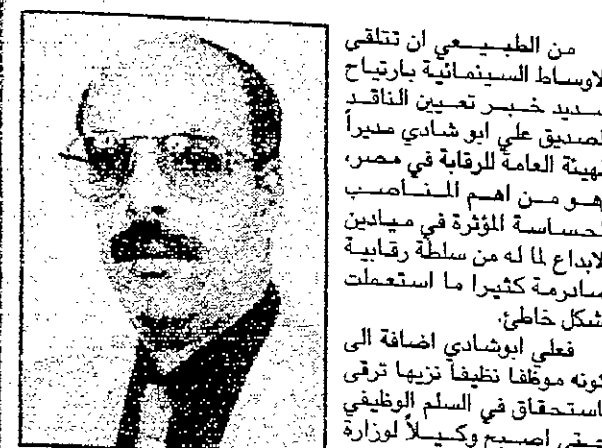 من الطبيعي ان تتلقى
الاوساط السينمائية بارتياح
شديد خبر تعيين الناقد
الصديق علي ابو شادي مديراً
للهيئة العامة للرقابة في مصر،
وهو من اهم المناصب
الحساسة المؤثرة في ميادين
الابداع لما له من سلطة رقابية
صادرمة كثيرا ما استعملت
بشكل خاطئ.
فعلي ابوشادي اضافة الى
كونه موظفا نظيفاً نزيها ترقى
باستحقاق في السلم الوظيفي
حتى اصبح وكيلاً لوزارة